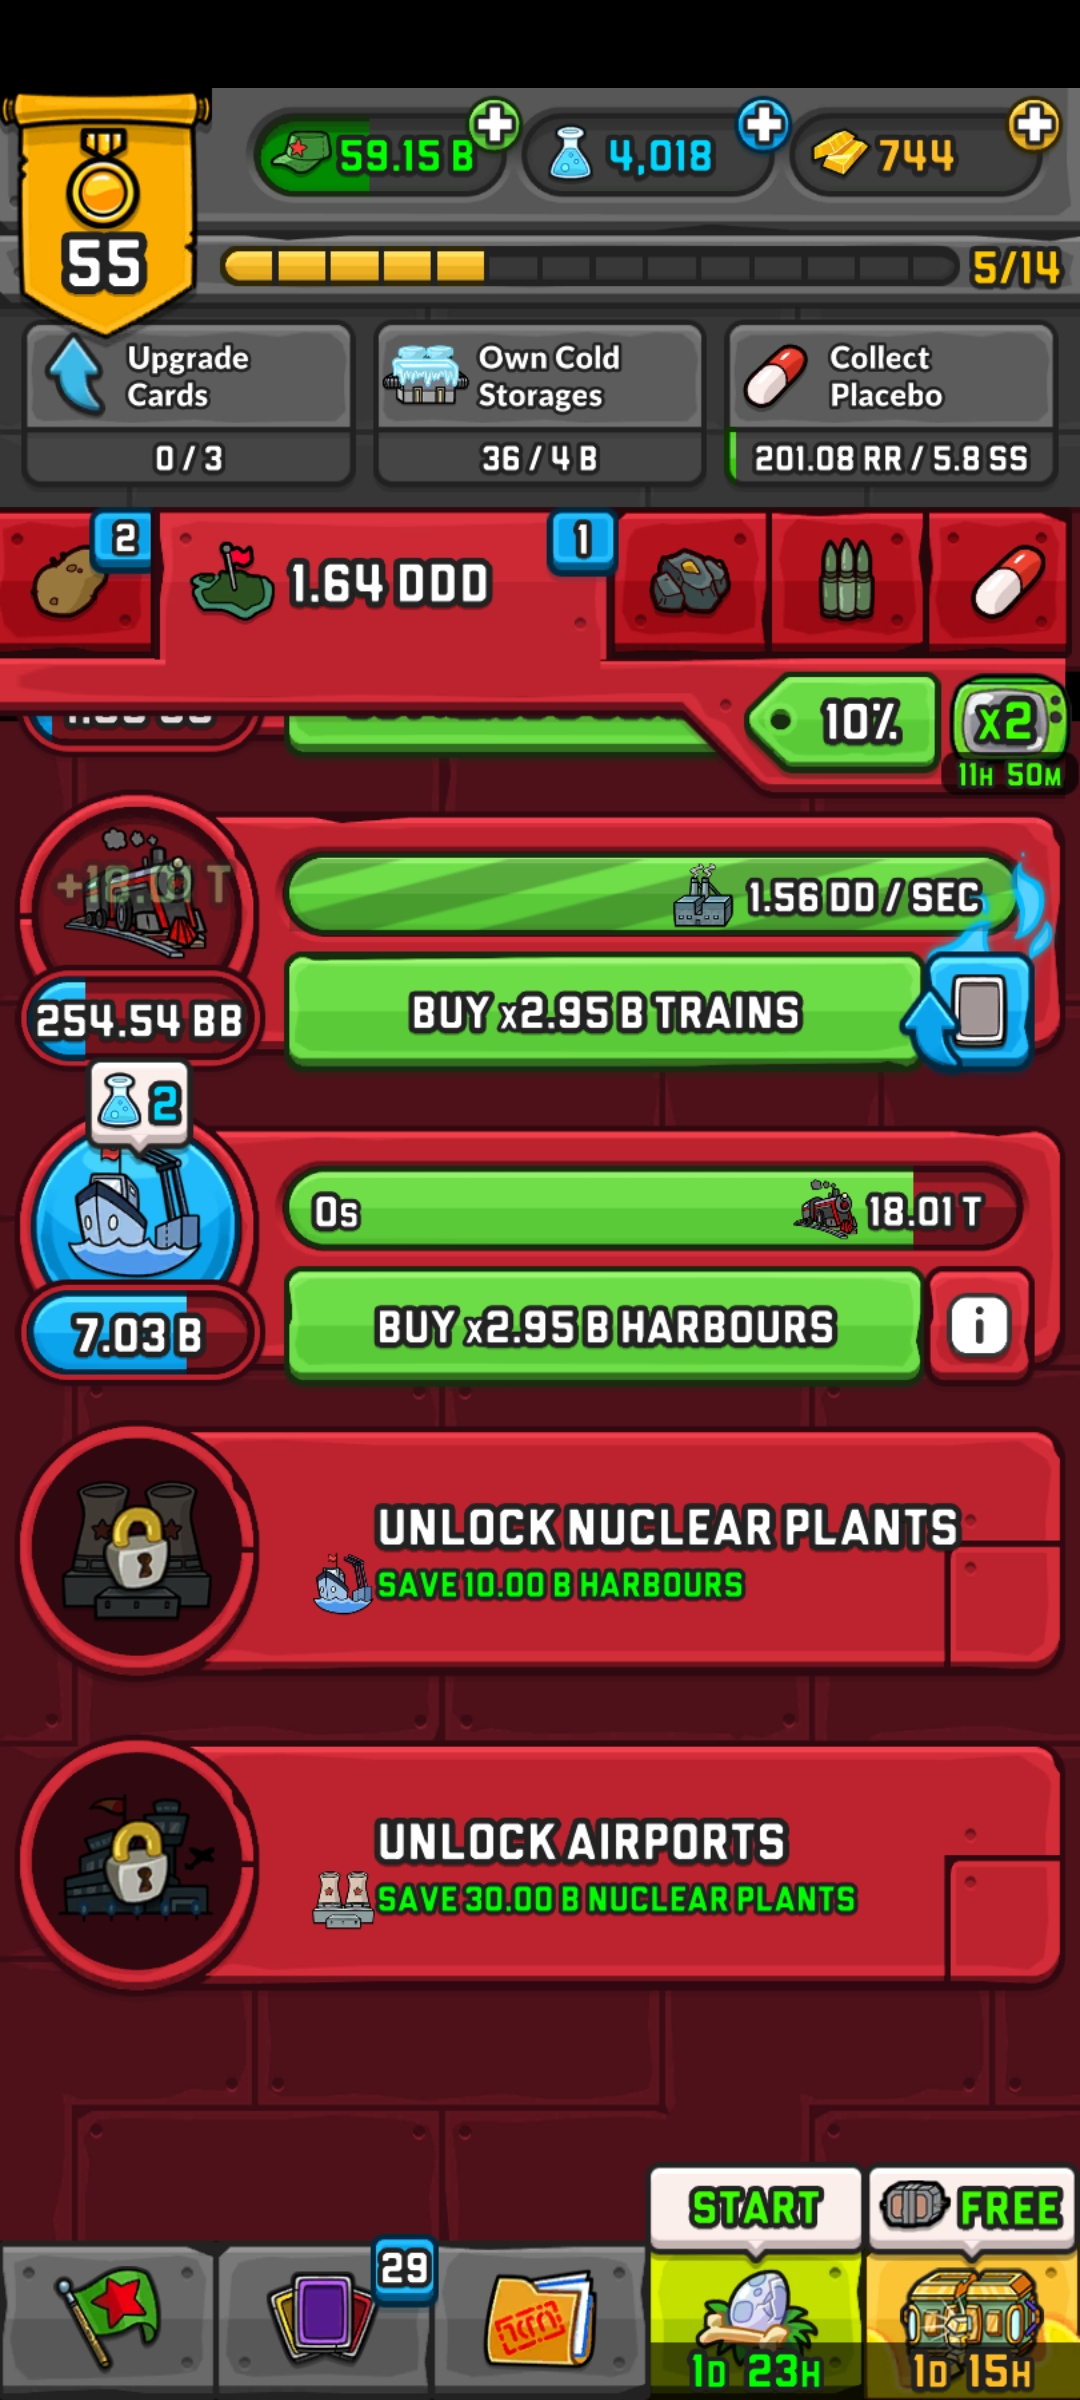 59.15 B
4,018
744
55
5/14
Upgrade
Cards
0 / 3
Own Cold
Storages
36 / 4 B
Collect
Placebo
201.08 RR / 5.8 SS
2
1.64 DDD
1
10%
x2
11H 50M
1.56 DD / SEC
254.54 BB
BUY x2.95 B TRAINS
2
0s
18.01 T
7.03 B
BUY x2.95 B HARBOURS
i
UNLOCK NUCLEAR PLANTS
SAVE 10.00 B HARBOURS
UNLOCK AIRPORTS
SAVE 30.00 B NUCLEAR PLANTS
START
FREE
29
1D 23H
1D 15H